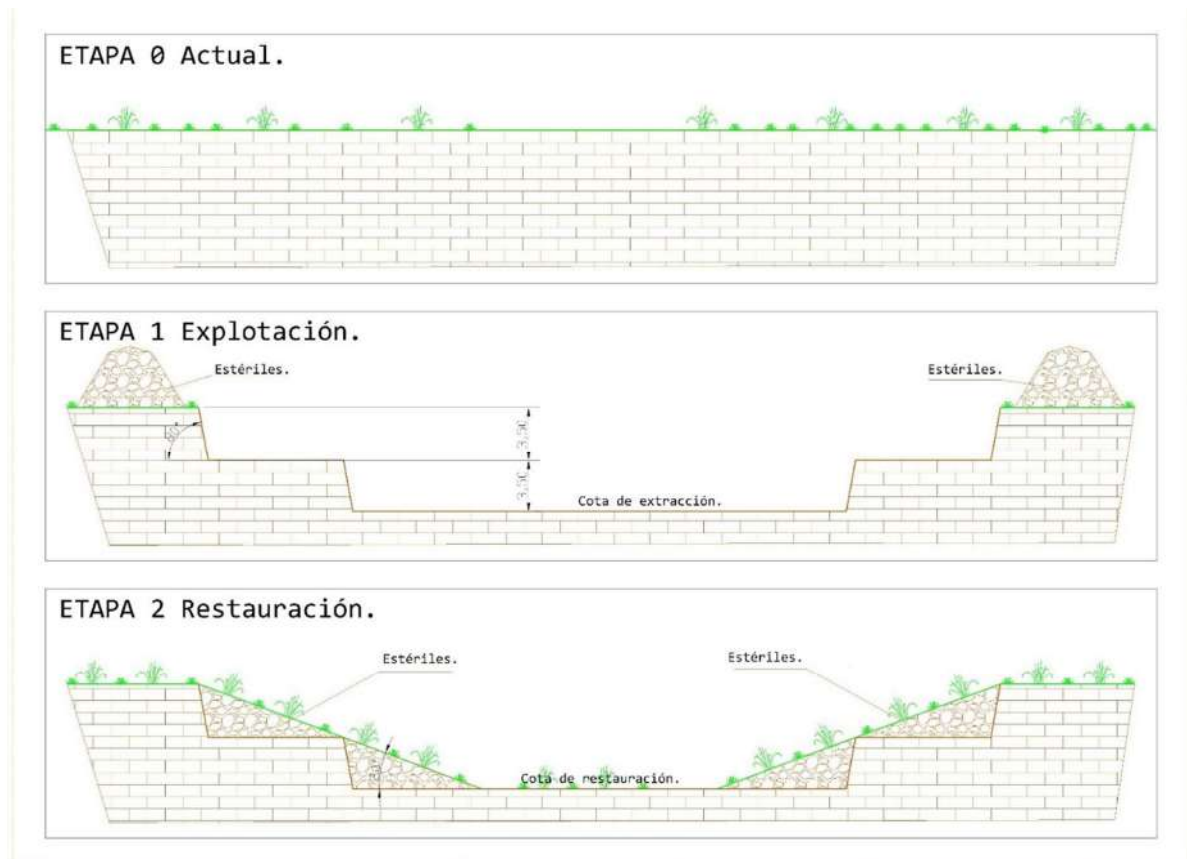 ETAPA 0 Actual.
ETAPA 1 Explotación.
Estériles.
Estériles.
80°
3,50
3,50
Cota de extracción.
ETAPA 2 Restauración.
Estériles.
Estériles.
Cota de restauración.